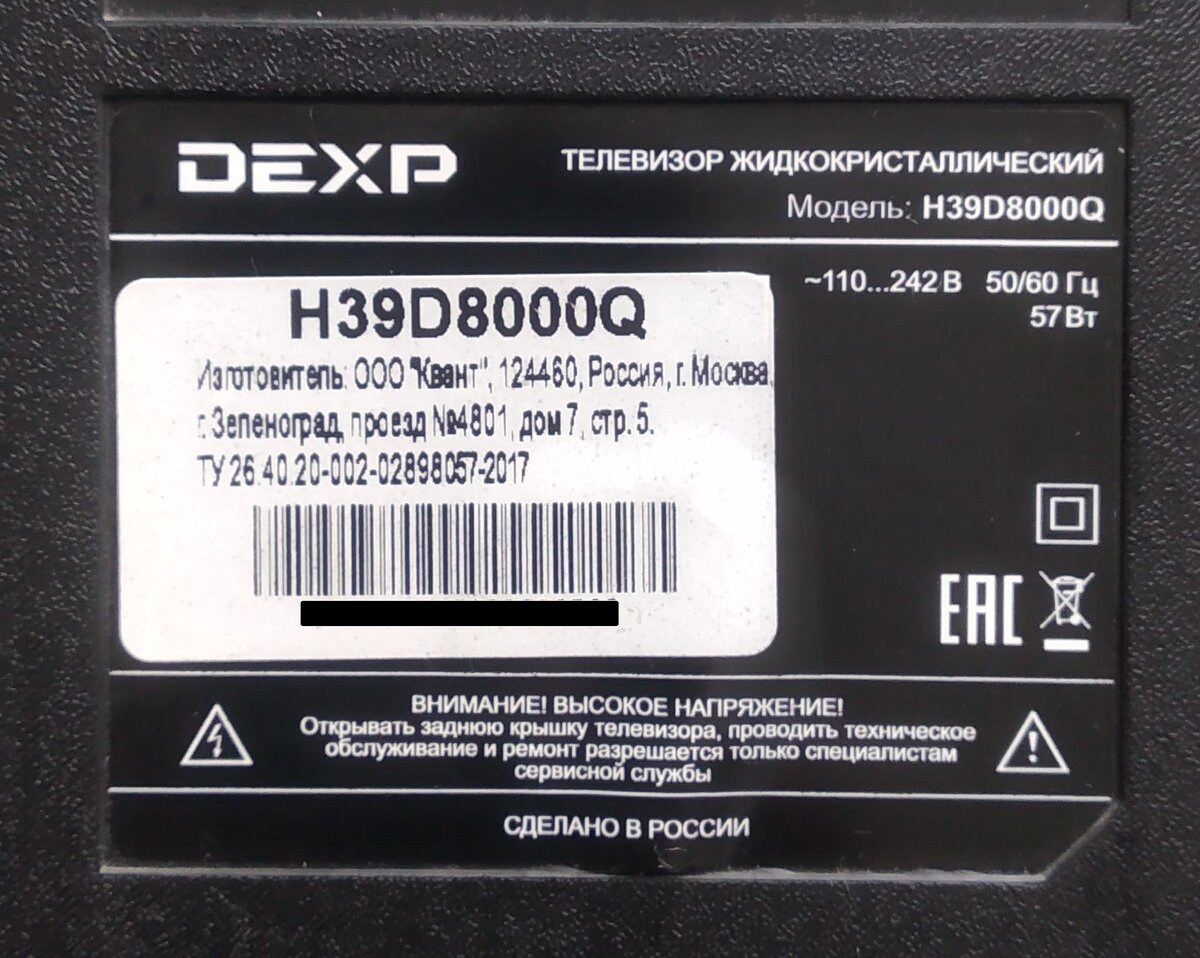 DEXP
ТЕЛЕВИЗОР ЖИДКОКРИСТАЛЛИЧЕСКИЙ
Модель: H39D8000Q
~110...242 В 50/60 Гц
57 Вт
H39D8000Q
Изготовитель: ООО "Квант", 124460, Россия, г. Москва,
г. Зеленоград, проезд №4801, дом 7, стр. 5.
ТУ 26.40.20-002-02898057-2017
EAC
ВНИМАНИЕ! ВЫСОКОЕ НАПРЯЖЕНИЕ!
Открывать заднюю крышку телевизора, проводить техническое
обслуживание и ремонт разрешается только специалистам
сервисной службы
СДЕЛАНО В РОССИИ